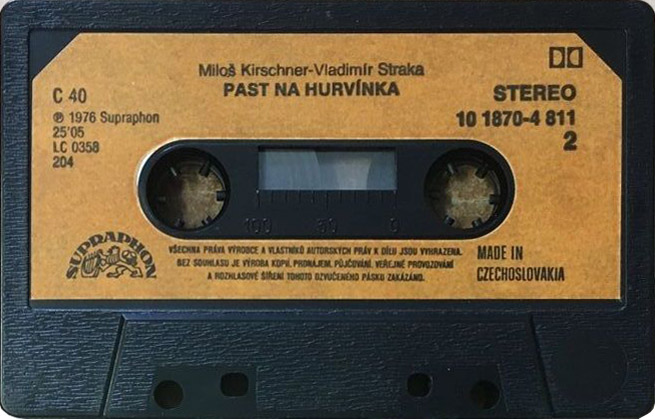 Miloš Kirschner-Vladimír Straka
PAST NA HURVÍNKA
C 40
℗ 1976 Supraphon
25'05
LC 0358
204
STEREO
10 1870-4 811
2
100 50 0
SUPRAPHON
VŠECHNA PRÁVA VÝROBCE A VLASTNÍKŮ AUTORSKÝCH PRÁV K DÍLU JSOU VYHRAZENA.
BEZ SOUHLASU JE VÝROBA KOPIÍ, PRONÁJEM, PŮJČOVÁNÍ, VEŘEJNÉ PROVOZOVÁNÍ
A ROZHLASOVÉ ŠÍŘENÍ TOHOTO OZVUČENÉHO PÁSKU ZAKÁZÁNO.
MADE IN
CZECHOSLOVAKIA